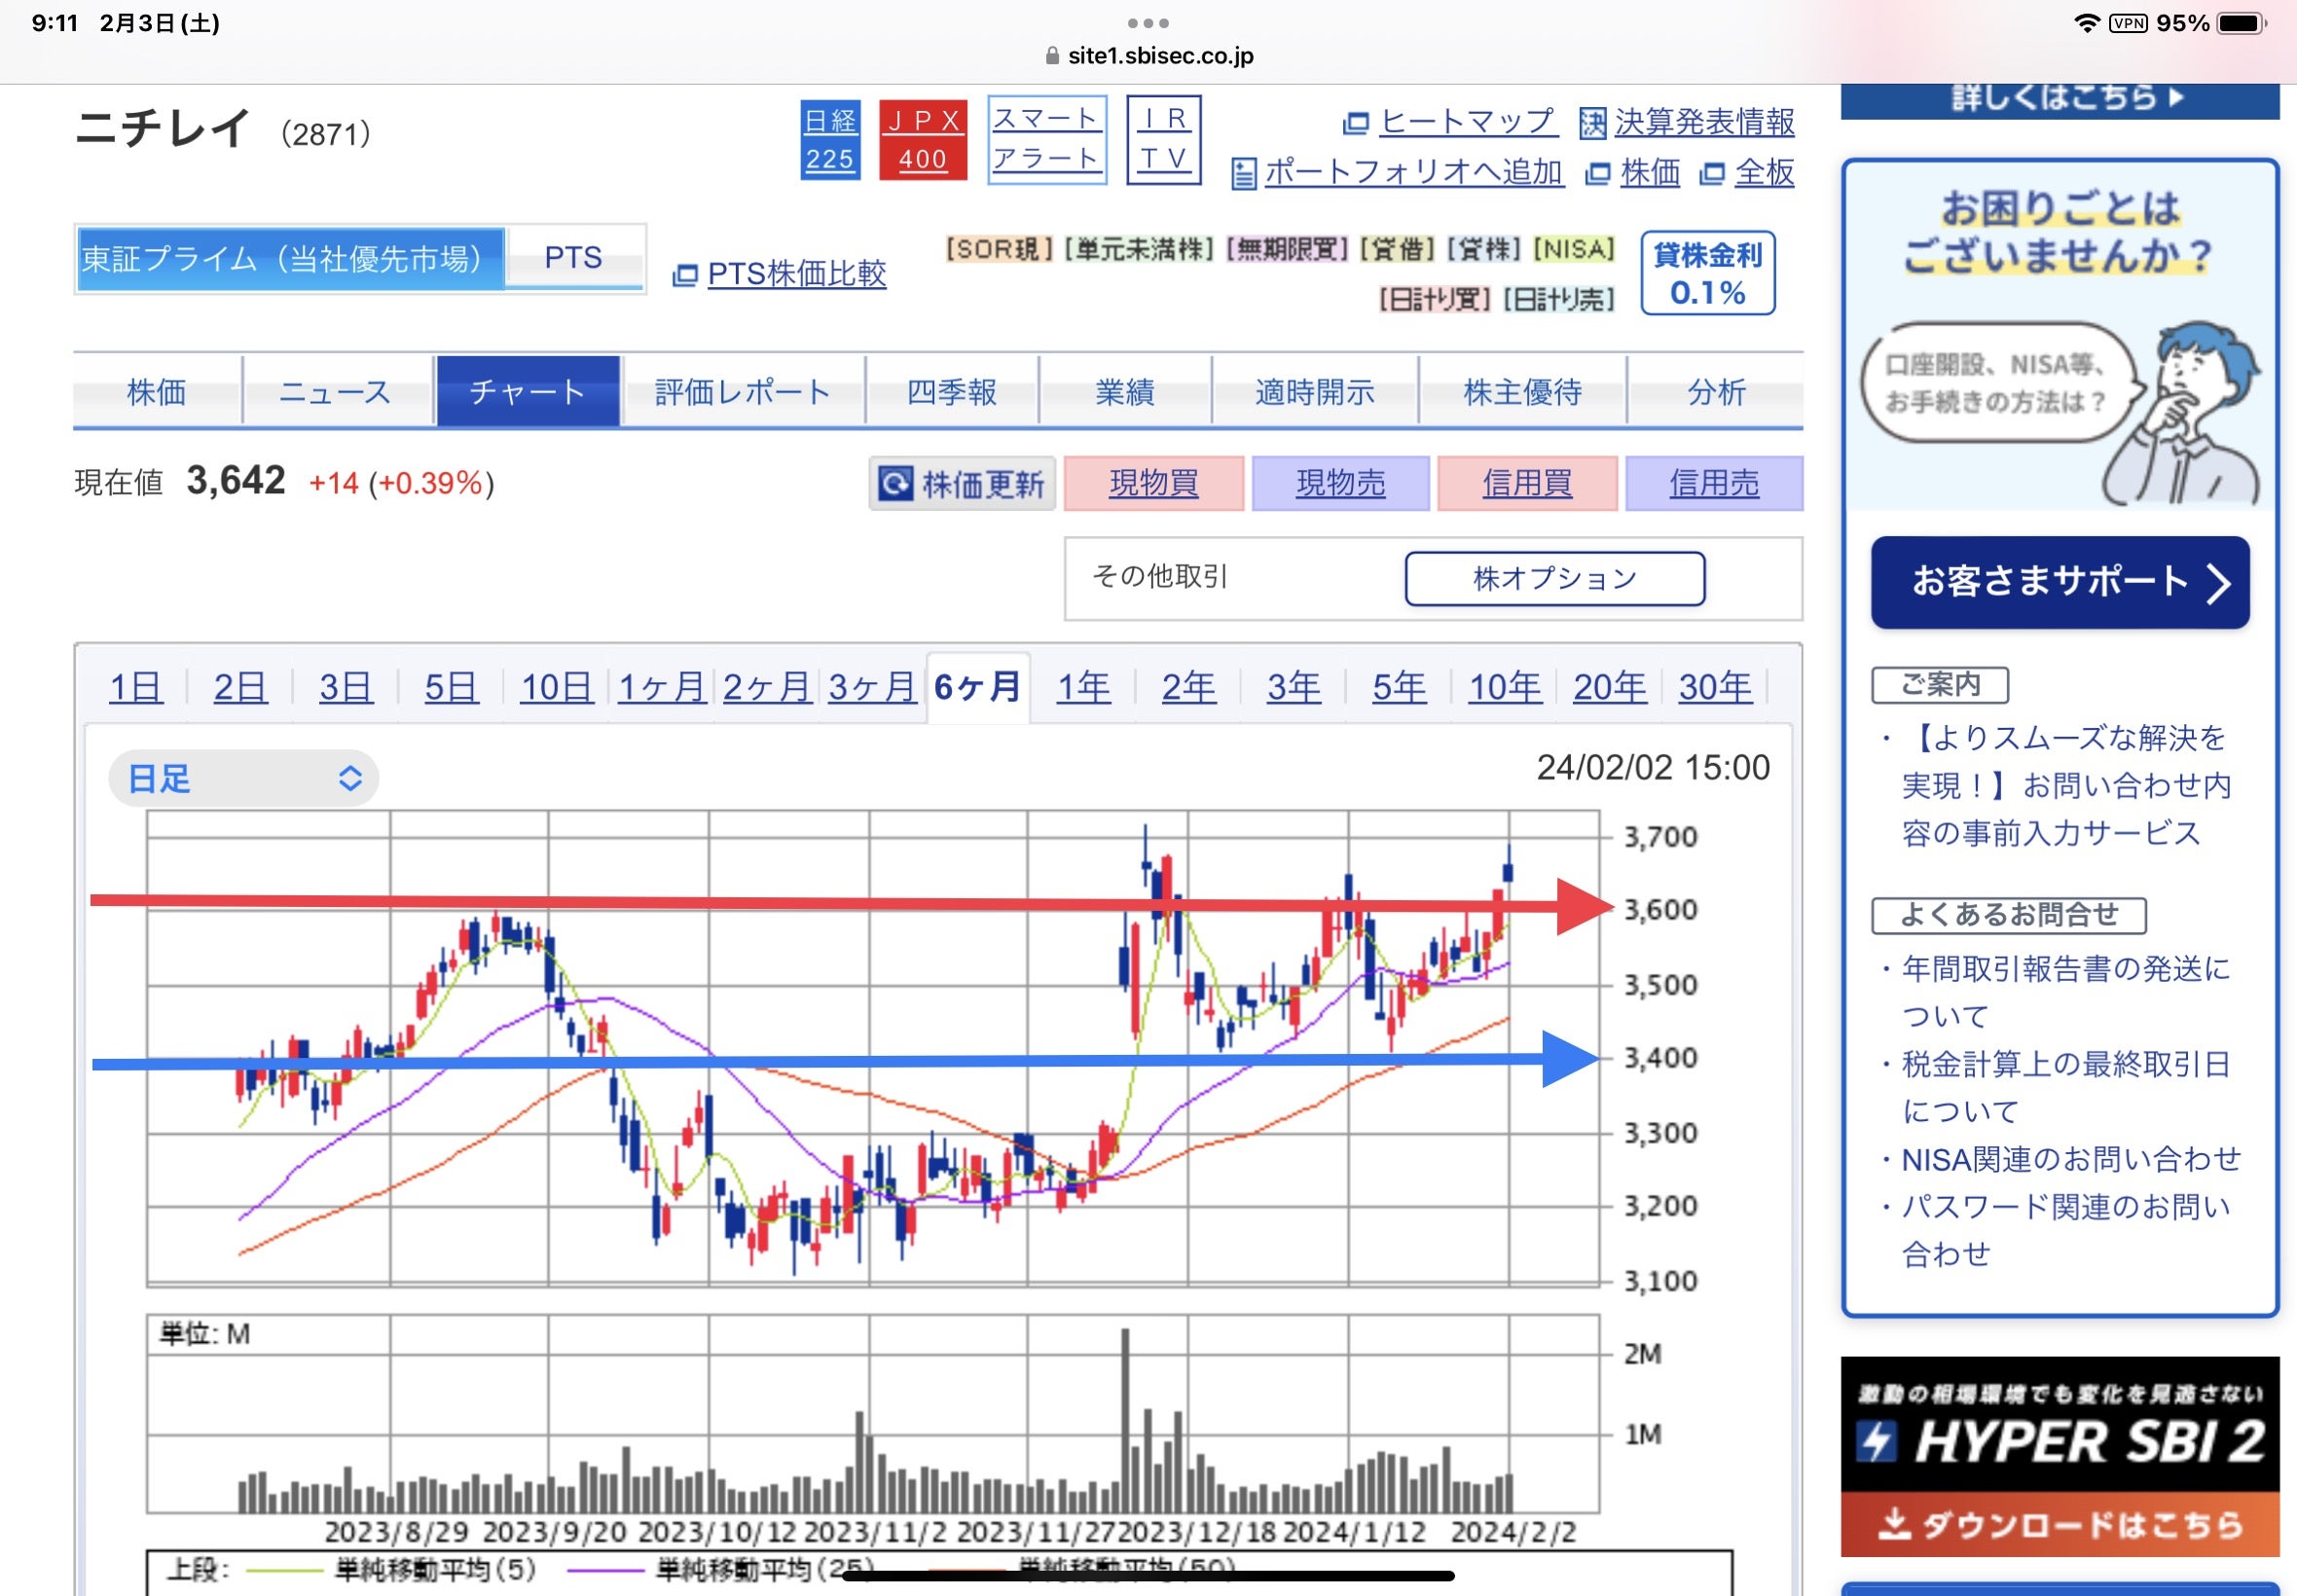 9:11 2月3日(土)
site1.sbisec.co.jp
VPN 95%
ニチレイ (2871)
日経
225
JPX
400
スマート
アラート
IR
TV
ヒートマップ 決 決算発表情報
ポートフォリオへ追加 株価 全板
東証プライム（当社優先市場） PTS
PTS株価比較
[SOR現] [単元未満株] [無期限買] [貸借] [貸株] [NISA]
[日計り買] [日計り売]
貸株金利
0.1%
株価 ニュース チャート 評価レポート 四季報 業績 適時開示 株主優待 分析
現在値 3,642 +14 (+0.39%)
株価更新 現物買 現物売 信用買 信用売
その他取引 株オプション
1日 2日 3日 5日 10日 1ヶ月 2ヶ月 3ヶ月 6ヶ月 1年 2年 3年 5年 10年 20年 30年
日足
24/02/02 15:00
3,700
3,600
3,500
3,400
3,300
3,200
3,100
単位: M
2M
1M
2023/8/29 2023/9/20 2023/10/12 2023/11/2 2023/11/27 2023/12/18 2024/1/12 2024/2/2
上段: 単純移動平均(5) 単純移動平均(25) 単純移動平均(50)
詳しくはこちら
お困りごとは
ございませんか？
口座開設、NISA等、
お手続きの方法は？
お客さまサポート
ご案内
・【よりスムーズな解決を
実現！】お問い合わせ内
容の事前入力サービス
よくあるお問合せ
・年間取引報告書の発送に
ついて
・税金計算上の最終取引日
について
・NISA関連のお問い合わせ
・パスワード関連のお問い
合わせ
激動の相場環境でも変化を見逃さない
HYPER SBI 2
ダウンロードはこちら